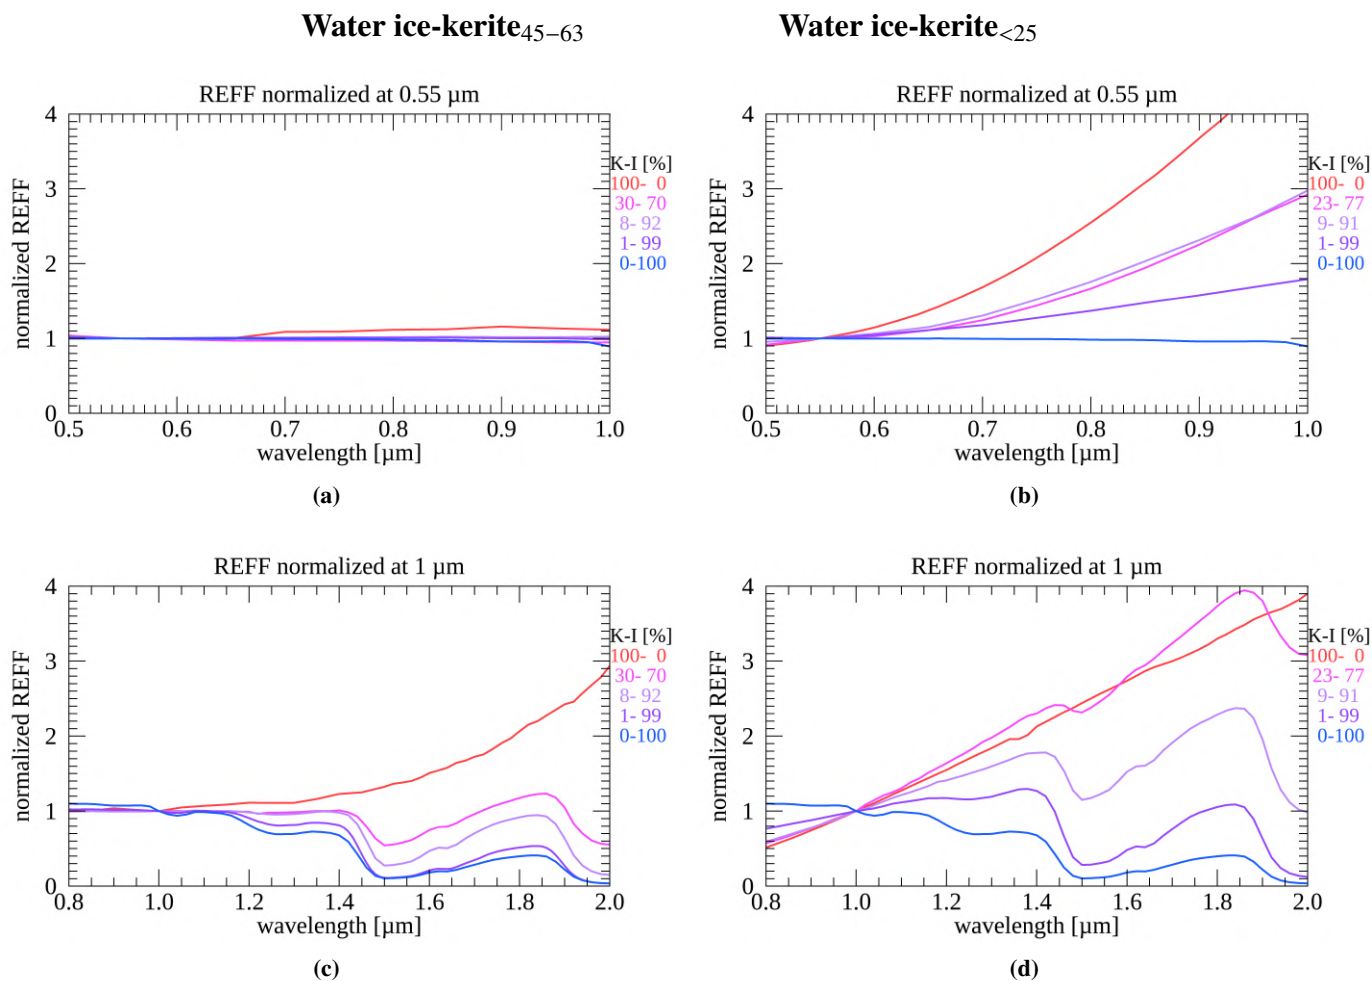 Water ice-kerite45−63
Water ice-kerite<25
REFF normalized at 0.55 µm
normalized REFF
4
3
2
1
0
0.5 0.6 0.7 0.8 0.9 1.0
wavelength [µm]
K-I [%]
100- 0
30- 70
8- 92
1- 99
0-100
(a)
REFF normalized at 0.55 µm
normalized REFF
4
3
2
1
0
0.5 0.6 0.7 0.8 0.9 1.0
wavelength [µm]
K-I [%]
100- 0
23- 77
9- 91
1- 99
0-100
(b)
REFF normalized at 1 µm
normalized REFF
4
3
2
1
0
0.8 1.0 1.2 1.4 1.6 1.8 2.0
wavelength [µm]
K-I [%]
100- 0
30- 70
8- 92
1- 99
0-100
(c)
REFF normalized at 1 µm
normalized REFF
4
3
2
1
0
0.8 1.0 1.2 1.4 1.6 1.8 2.0
wavelength [µm]
K-I [%]
100- 0
23- 77
9- 91
1- 99
0-100
(d)